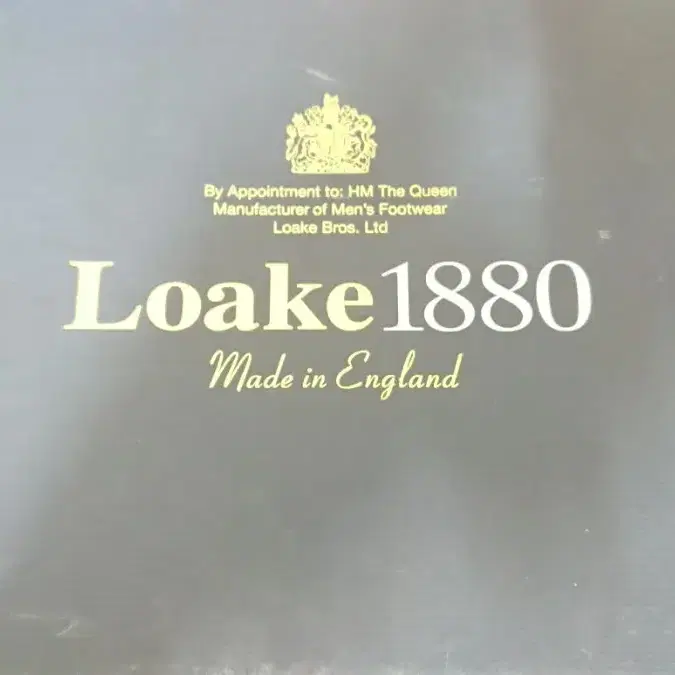 By Appointment to: HM The Queen
Manufacturer of Men's Footwear
Loake Bros. Ltd
Loake1880
Made in England